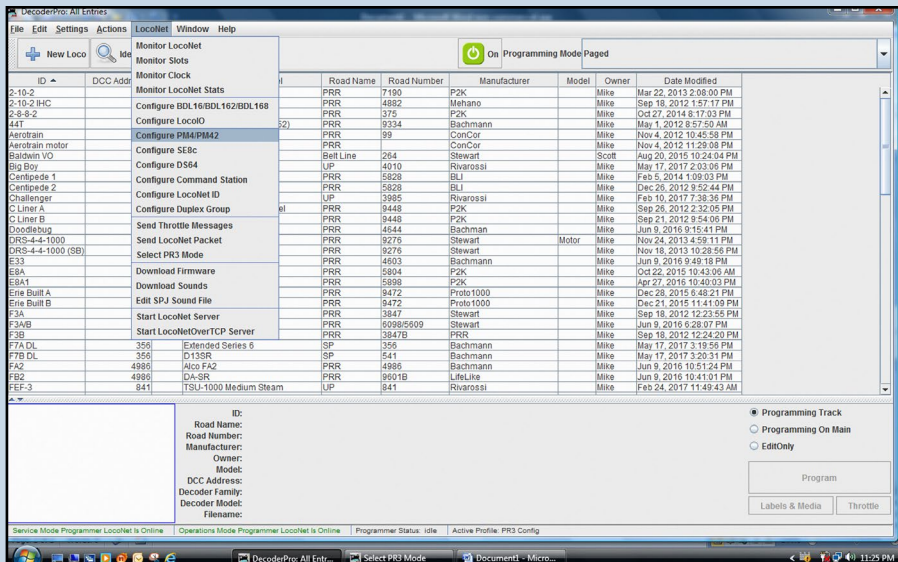 DecoderPro: All Entries
File Edit Settings Actions LocoNet Window Help
New Loco Ide On Programming Mode Paged
Monitor LocoNet
Monitor Slots
Monitor Clock
Monitor LocoNet Stats
Configure BDL16/BDL162/BDL168
Configure LocoIO
Configure PM4/PM42
Configure SE8c
Configure DS64
Configure Command Station
Configure LocoNet ID
Configure Duplex Group
Send Throttle Messages
Send LocoNet Packet
Select PR3 Mode
Download Firmware
Download Sounds
Edit SPJ Sound File
Start LocoNet Server
Start LocoNetOverTCP Server
ID DCC Addr el Road Name Road Number Manufacturer Model Owner Date Modified
2-10-2 PRR 7190 P2K Mike Mar 22, 2013 2:08:00 PM
2-10-2 IHC PRR 4882 Mehano Mike Sep 18, 2012 1:57:17 PM
2-8-8-2 PRR 375 P2K Mike Oct 27, 2014 8:17:03 PM
44T 52) PRR 9334 Bachmann Mike May 1, 2012 8:57:50 AM
Aerotrain PRR 99 ConCor Mike Nov 4, 2012 10:45:58 PM
Aerotrain motor PRR ConCor Mike Nov 4, 2012 11:29:08 PM
Baldwin VO Belt Line 264 Stewart Scott Aug 20, 2015 10:24:04 PM
Big Boy UP 4010 Rivarossi Mike May 17, 2017 2:03:06 PM
Centipede 1 PRR 5828 BLI Mike Feb 5, 2014 1:09:03 PM
Centipede 2 PRR 5828 BLI Mike Dec 26, 2012 9:52:44 PM
Challenger UP 3985 Rivarossi Mike Feb 10, 2017 7:38:36 PM
C Liner A el PRR 9448 P2K Mike Sep 26, 2012 2:32:05 PM
C Liner B PRR 9448 P2K Mike Sep 21, 2012 9:54:06 PM
Doodlebug PRR 4644 Bachman Mike Jun 9, 2016 9:15:41 PM
DRS-4-4-1000 PRR 9276 Stewart Motor Mike Nov 24, 2013 4:59:11 PM
DRS-4-4-1000 (SB) PRR 9276 Stewart Mike Nov 18, 2013 10:28:56 PM
E33 PRR 4603 Bachmann Mike Jun 9, 2016 9:49:18 PM
E8A PRR 5804 P2K Mike Oct 22, 2015 10:43:06 AM
E8A1 PRR 5898 P2K Mike Apr 27, 2016 10:40:03 PM
Erie Built A PRR 9472 Proto1000 Mike Dec 28, 2015 6:48:21 PM
Erie Built B PRR 9472 Proto1000 Mike Dec 21, 2015 11:41:09 PM
F3A PRR 3847 Stewart Mike Sep 18, 2012 12:23:55 PM
F3A/B PRR 6098/5609 Stewart Mike Jun 9, 2016 6:28:07 PM
F3B PRR 3847B PRR Mike Sep 18, 2012 12:24:20 PM
F7A DL 356 Extended Series 6 SP 356 Bachmann Mike May 17, 2017 3:19:56 PM
F7B DL 356 D13SR SP 541 Bachmann Mike May 17, 2017 3:20:31 PM
FA2 4986 Alco FA2 PRR 4986 Bachmann Mike Jun 9, 2016 10:51:24 PM
FB2 4986 DA-SR PRR 9601B LifeLike Mike Jun 9, 2016 10:41:01 PM
FEF-3 841 TSU-1000 Medium Steam UP 841 Rivarossi Mike Feb 24, 2017 11:49:43 AM
ID:
Road Name:
Road Number:
Manufacturer:
Owner:
Model:
DCC Address:
Decoder Family:
Decoder Model:
Filename:
Programming Track
Programming On Main
EditOnly
Program
Labels & Media Throttle
Service Mode Programmer LocoNet Is Online Operations Mode Programmer LocoNet Is Online Programmer Status: idle Active Profile: PR3 Config
DecoderPro: All Entr... Select PR3 Mode Document1 - Micro... 11:25 PM